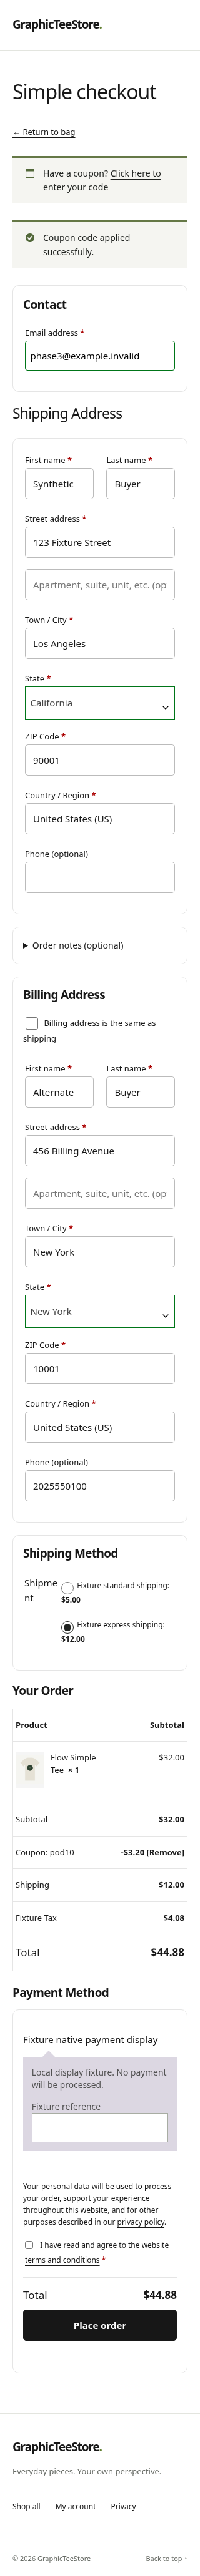 GraphicTeeStore.
Simple checkout
← Return to bag
Have a coupon? Click here to
enter your code
Coupon code applied
successfully.
Contact
Email address *
phase3@example.invalid
Shipping Address
First name *
Last name *
Synthetic
Buyer
Street address *
123 Fixture Street
Apartment, suite, unit, etc. (op
Town / City *
Los Angeles
State *
California
ZIP Code *
90001
Country / Region *
United States (US)
Phone (optional)
▶ Order notes (optional)
Billing Address
Billing address is the same as
shipping
First name *
Last name *
Alternate
Buyer
Street address *
456 Billing Avenue
Apartment, suite, unit, etc. (op
Town / City *
New York
State *
New York
ZIP Code *
10001
Country / Region *
United States (US)
Phone (optional)
2025550100
Shipping Method
Shipme
nt
Fixture standard shipping:
$5.00
Fixture express shipping:
$12.00
Your Order
Product Subtotal
Flow Simple $32.00
Tee × 1
Subtotal $32.00
Coupon: pod10 -$3.20 [Remove]
Shipping $12.00
Fixture Tax $4.08
Total $44.88
Payment Method
Fixture native payment display
Local display fixture. No payment
will be processed.
Fixture reference
Your personal data will be used to process
your order, support your experience
throughout this website, and for other
purposes described in our privacy policy.
I have read and agree to the website
terms and conditions *
Total $44.88
Place order
GraphicTeeStore.
Everyday pieces. Your own perspective.
Shop all My account Privacy
© 2026 GraphicTeeStore Back to top ↑